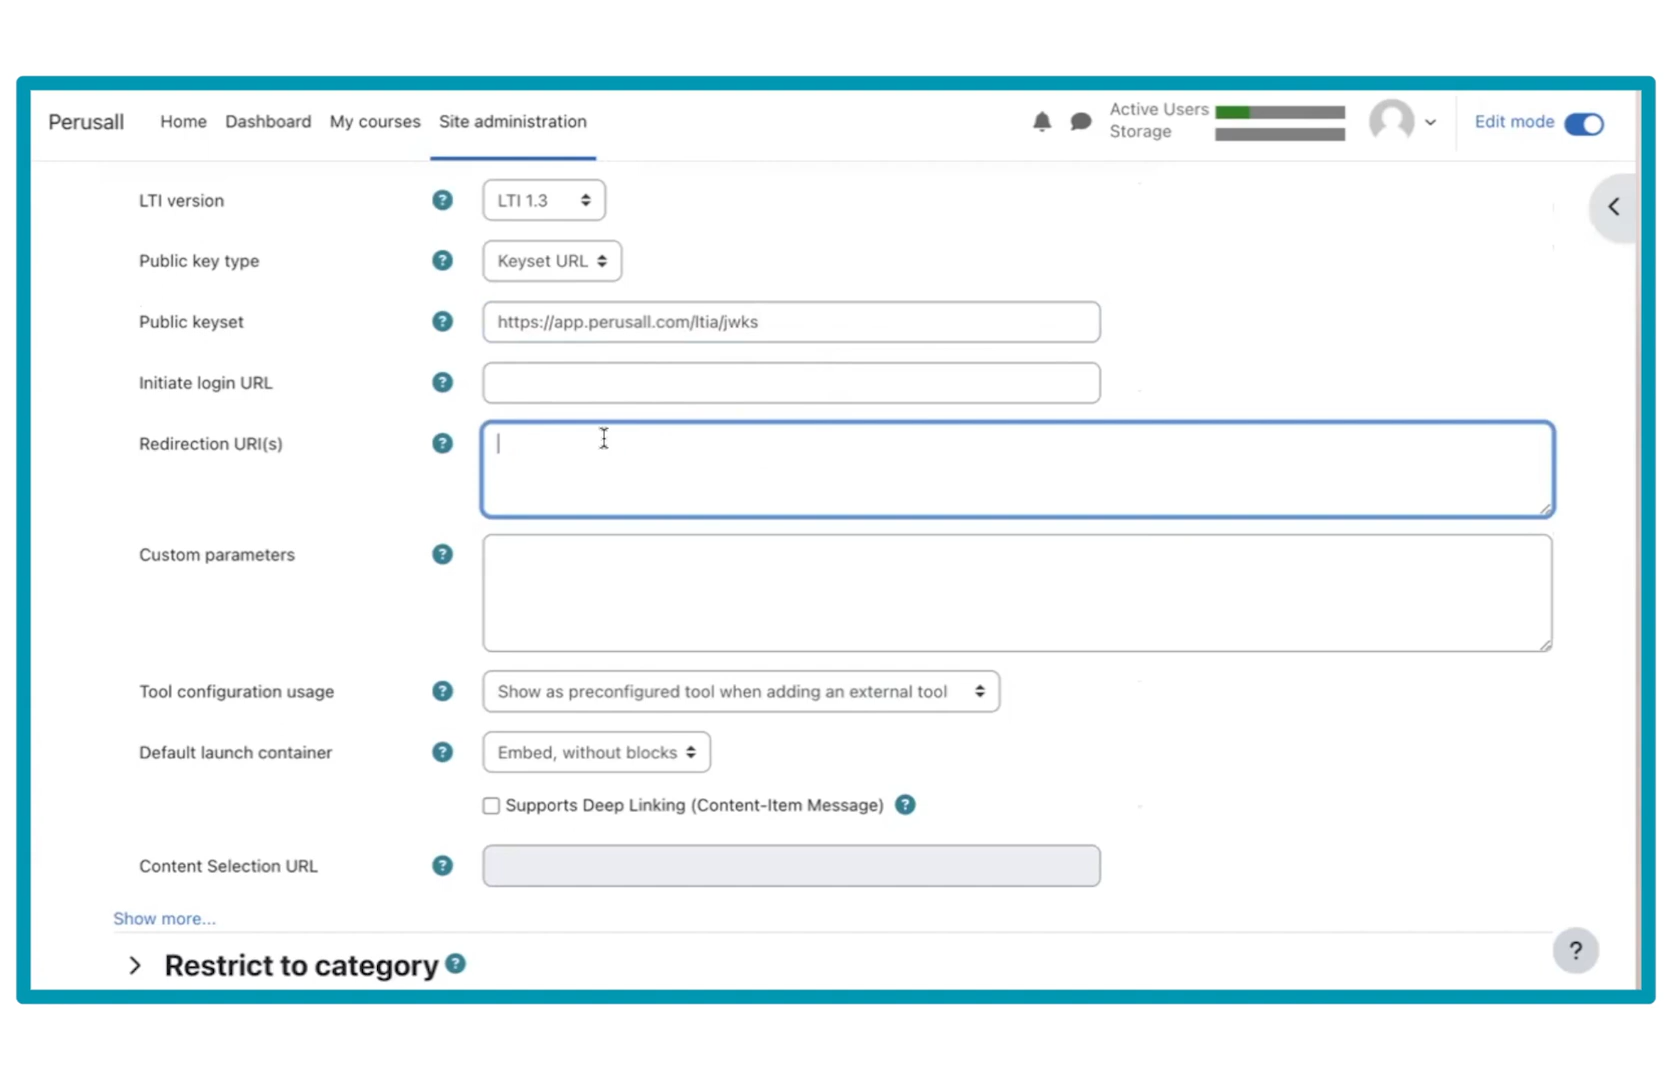 Perusall Home Dashboard My courses Site administration Active Users Storage Edit mode
LTI version ? LTI 1.3
Public key type ? Keyset URL
Public keyset ? https://app.perusall.com/ltia/jwks
Initiate login URL ?
Redirection URI(s) ?
Custom parameters ?
Tool configuration usage ? Show as preconfigured tool when adding an external tool
Default launch container ? Embed, without blocks
Supports Deep Linking (Content-Item Message) ?
Content Selection URL ?
Show more...
Restrict to category ?
?